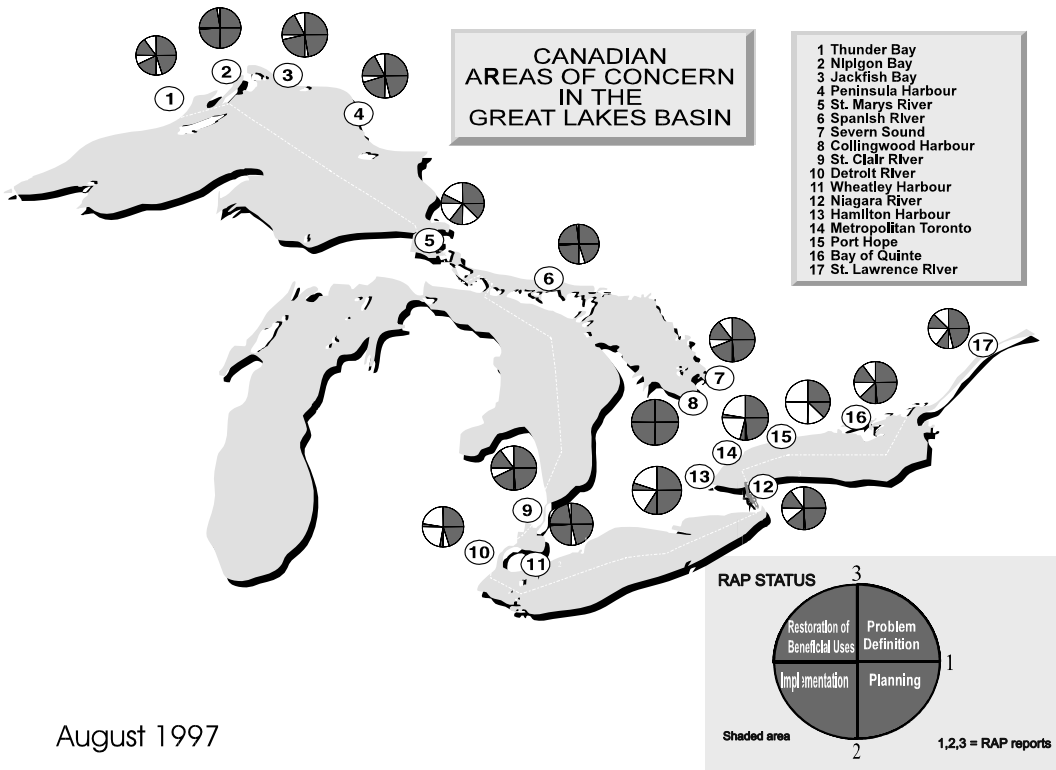 CANADIAN
AREAS OF CONCERN
IN THE
GREAT LAKES BASIN
1 Thunder Bay
2 NIpIgon Bay
3 Jackfish Bay
4 Peninsula Harbour
5 St. Marys River
6 Spanish River
7 Severn Sound
8 Collingwood Harbour
9 St. Clair River
10 Detroit River
11 Wheatley Harbour
12 Niagara River
13 Hamilton Harbour
14 Metropolitan Toronto
15 Port Hope
16 Bay of Quinte
17 St. Lawrence River
1
2
3
4
5
6
7
8
9
10
11
12
13
14
15
16
17
RAP STATUS
3
Restoration of
Beneficial Uses
Problem
Definition
1
Implementation
Planning
Shaded area
2
1,2,3 = RAP reports
August 1997